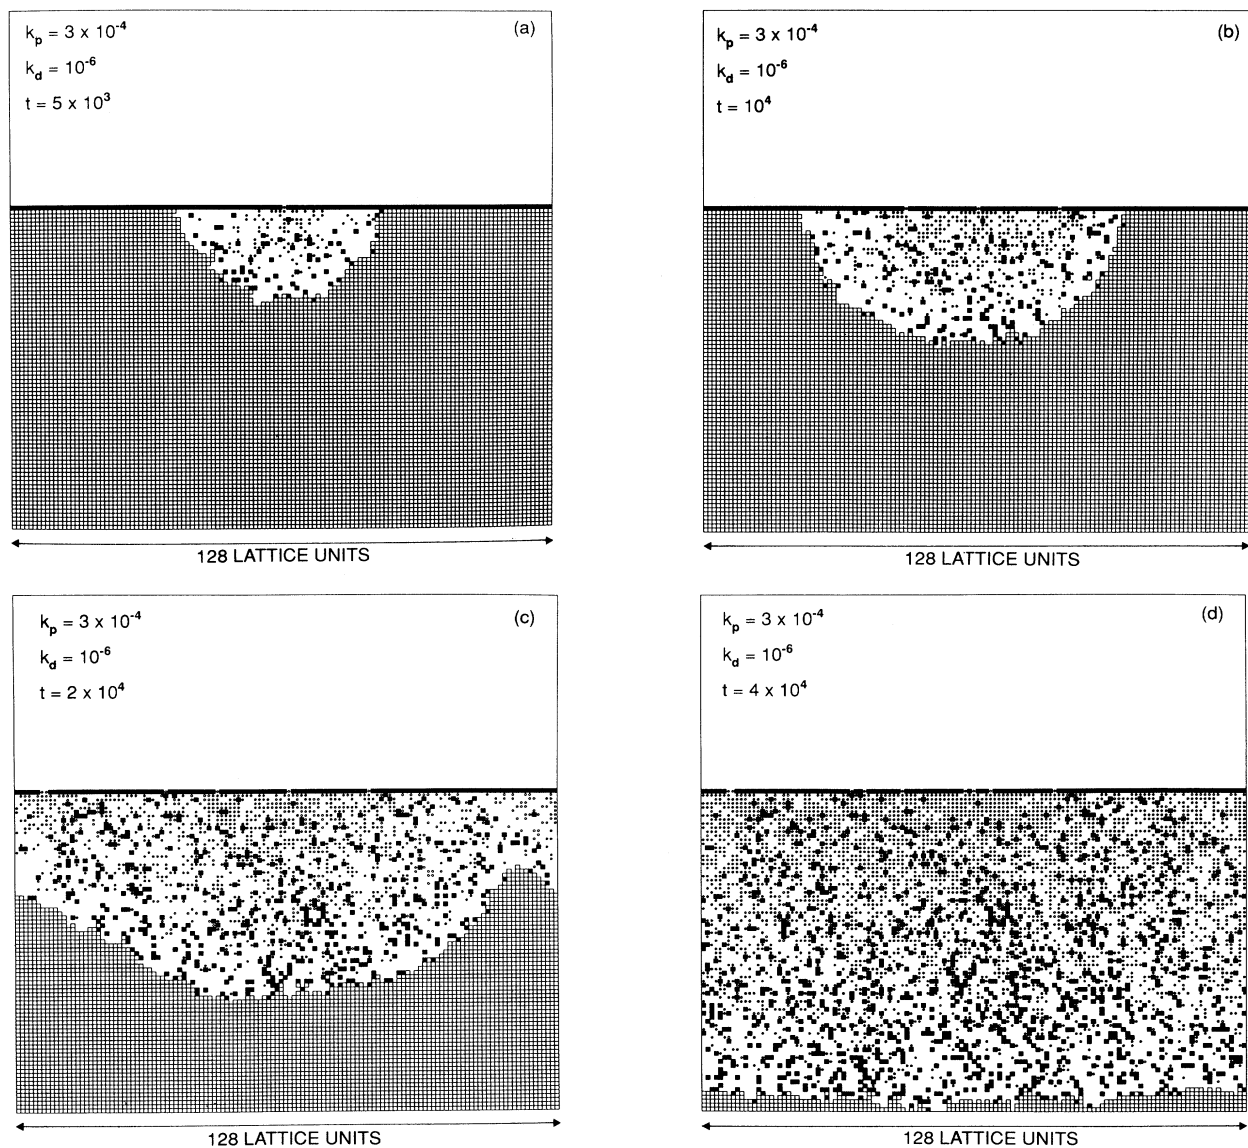 (a)
k_p = 3 x 10^-4
k_d = 10^-6
t = 5 x 10^3
128 LATTICE UNITS
(b)
k_p = 3 x 10^-4
k_d = 10^-6
t = 10^4
128 LATTICE UNITS
(c)
k_p = 3 x 10^-4
k_d = 10^-6
t = 2 x 10^4
128 LATTICE UNITS
(d)
k_p = 3 x 10^-4
k_d = 10^-6
t = 4 x 10^4
128 LATTICE UNITS